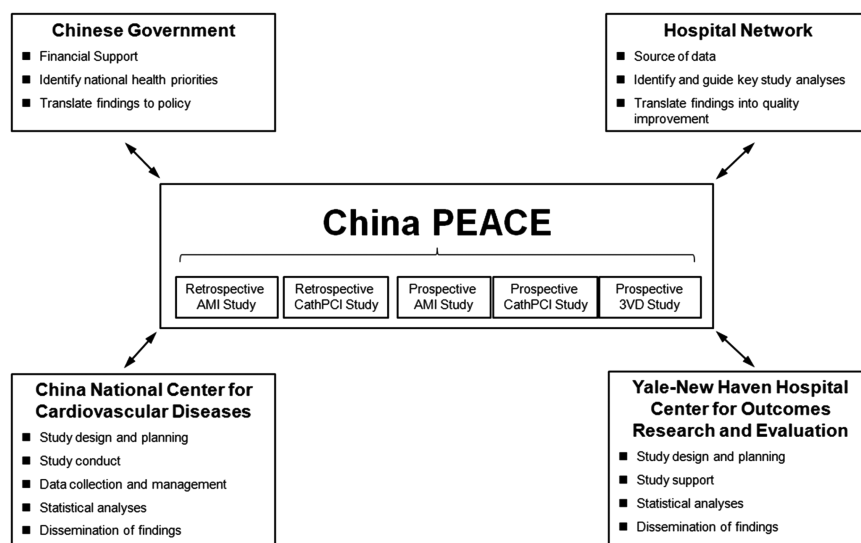 Chinese Government
■ Financial Support
■ Identify national health priorities
■ Translate findings to policy
Hospital Network
■ Source of data
■ Identify and guide key study analyses
■ Translate findings into quality
improvement
China PEACE
Retrospective
AMI Study
Retrospective
CathPCI Study
Prospective
AMI Study
Prospective
CathPCI Study
Prospective
3VD Study
China National Center for
Cardiovascular Diseases
■ Study design and planning
■ Study conduct
■ Data collection and management
■ Statistical analyses
■ Dissemination of findings
Yale-New Haven Hospital
Center for Outcomes
Research and Evaluation
■ Study design and planning
■ Study support
■ Statistical analyses
■ Dissemination of findings